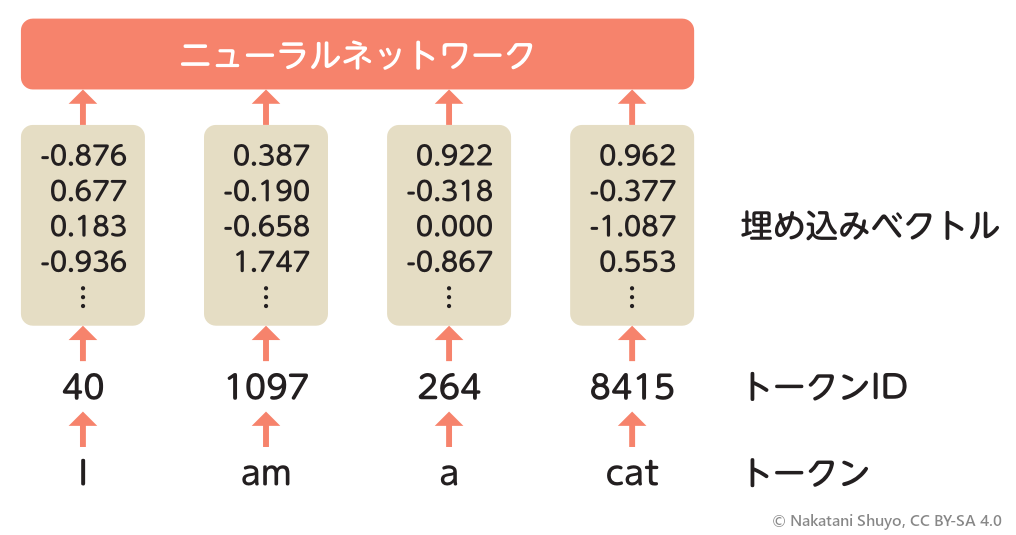 ニューラルネットワーク
-0.876 0.387 0.922 0.962
0.677 -0.190 -0.318 -0.377
0.183 -0.658 0.000 -1.087 埋め込みベクトル
-0.936 1.747 -0.867 0.553
⋮ ⋮ ⋮ ⋮
40 1097 264 8415 トークンID
I am a cat トークン
© Nakatani Shuyo, CC BY-SA 4.0